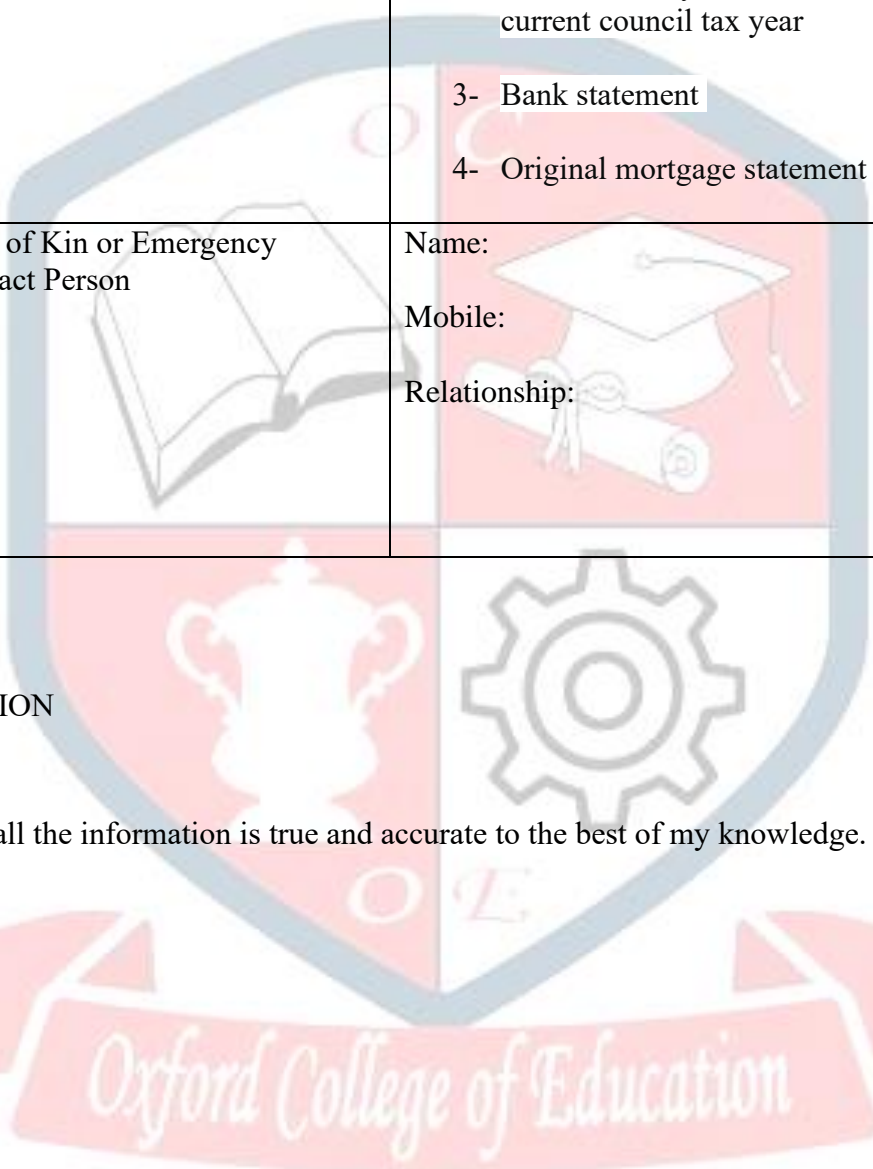 current council tax year
3- Bank statement
4- Original mortgage statement
of Kin or Emergency
act Person
Name:
Mobile:
Relationship:
ION
all the information is true and accurate to the best of my knowledge.
O C
O E
Oxford College of Education